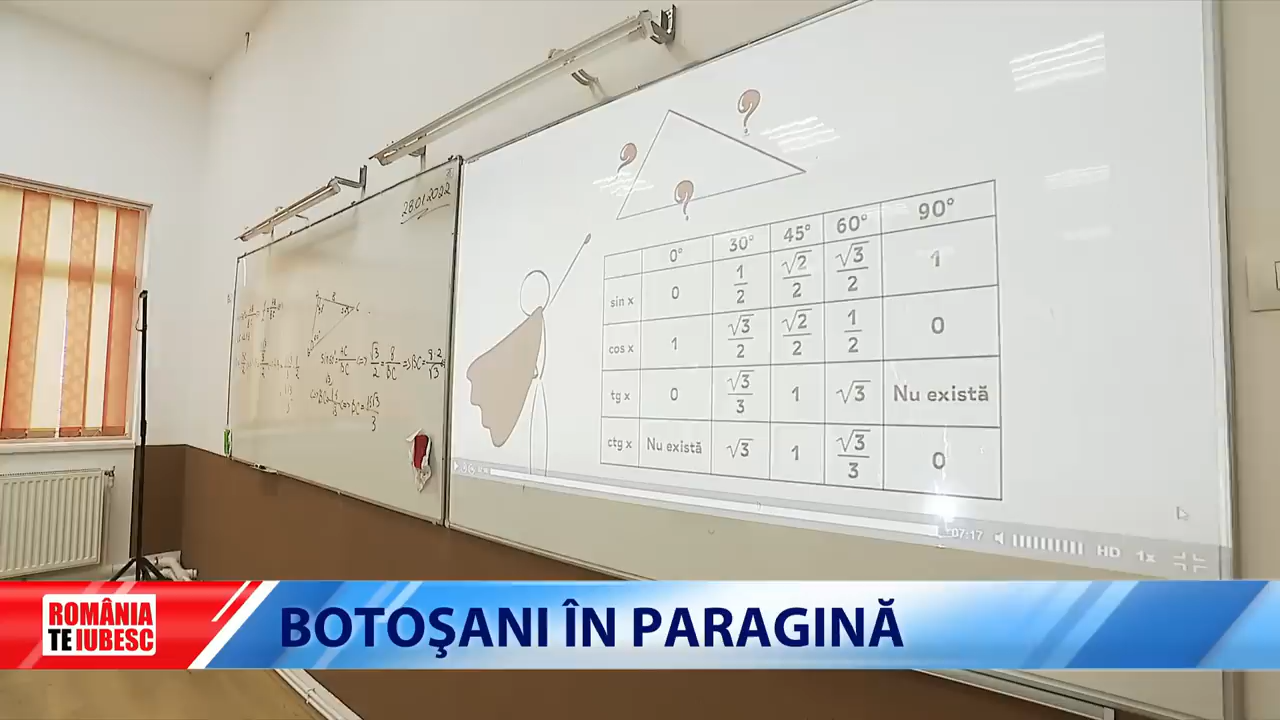 28.01.2022
?
?
?
0° 30° 45° 60° 90°
sin x 0 1/2 √2/2 √3/2 1
cos x 1 √3/2 √2/2 1/2 0
tg x 0 √3/3 1 √3 Nu există
ctg x Nu există √3 1 √3/3 0
07:17 HD 1x
ROMÂNIA
TE IUBESC
BOTOŞANI ÎN PARAGINĂ